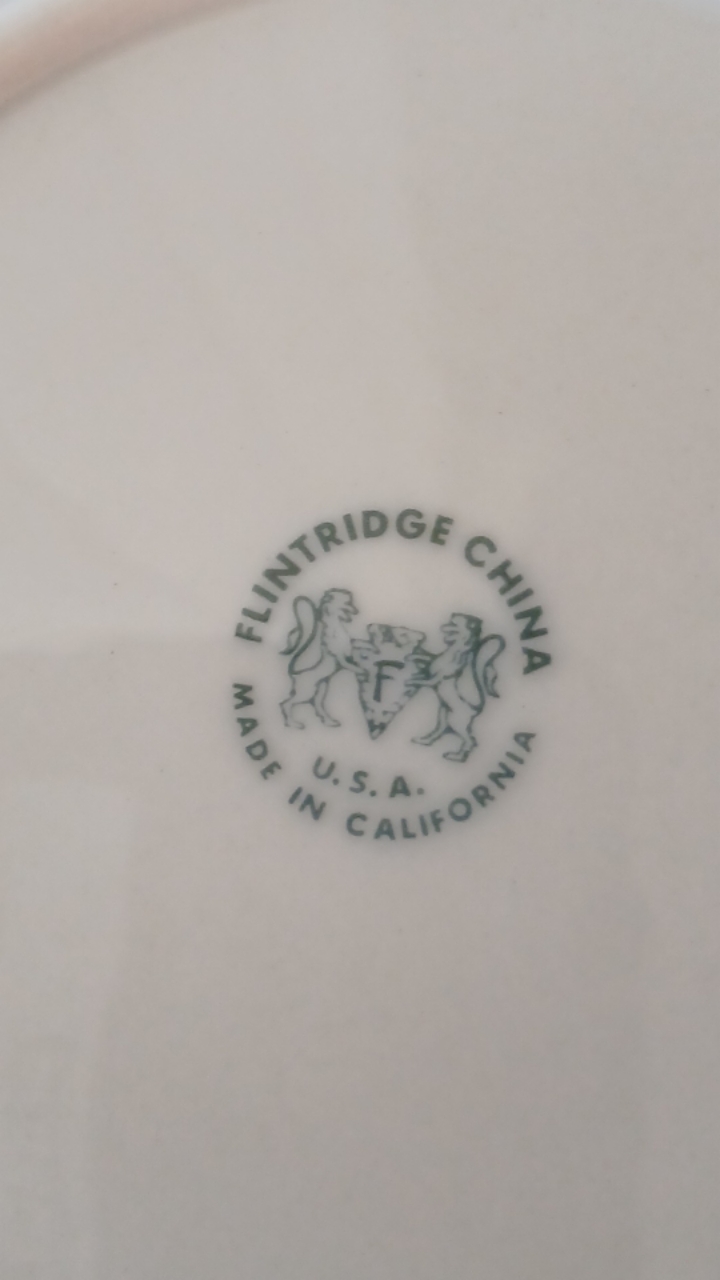 FLINTRIDGE CHINA
F
U.S.A.
MADE IN CALIFORNIA